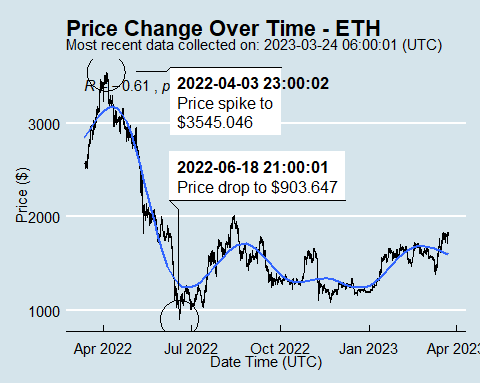 Price Change Over Time - ETH
Most recent data collected on: 2023-03-24 06:00:01 (UTC)
0.61 , p
2022-04-03 23:00:02
Price spike to
$3545.046
2022-06-18 21:00:01
Price drop to $903.647
Price ($)
3000
2000
1000
Apr 2022
Jul 2022
Oct 2022
Jan 2023
Apr 2023
Date Time (UTC)